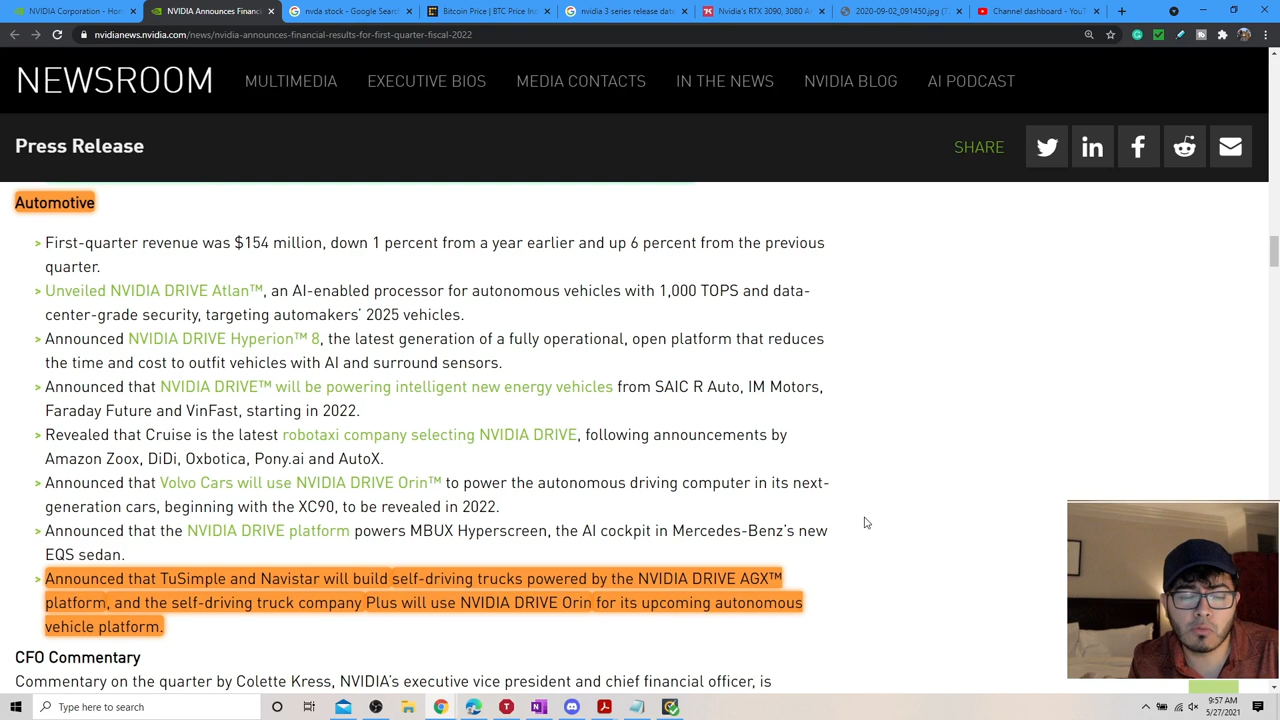 NVIDIA Newsroom
NVIDIA Announces Financi
nvda stock - Google Search
Bitcoin Price | BTC Price In
nvidia 3 series release date
Nvidia's RTX 3090, 3080 A
2020-09-02_091450.jpg (T
Channel dashboard - YouT
nvidianews.nvidia.com/news/nvidia-announces-financial-results-for-first-quarter-fiscal-2022
NEWSROOM MULTIMEDIA EXECUTIVE BIOS MEDIA CONTACTS IN THE NEWS NVIDIA BLOG AI PODCAST
Press Release SHARE
Automotive
> First-quarter revenue was $154 million, down 1 percent from a year earlier and up 6 percent from the previous
quarter.
> Unveiled NVIDIA DRIVE Atlan™, an AI-enabled processor for autonomous vehicles with 1,000 TOPS and data-
center-grade security, targeting automakers’ 2025 vehicles.
> Announced NVIDIA DRIVE Hyperion™ 8, the latest generation of a fully operational, open platform that reduces
the time and cost to outfit vehicles with AI and surround sensors.
> Announced that NVIDIA DRIVE™ will be powering intelligent new energy vehicles from SAIC R Auto, IM Motors,
Faraday Future and VinFast, starting in 2022.
> Revealed that Cruise is the latest robotaxi company selecting NVIDIA DRIVE, following announcements by
Amazon Zoox, DiDi, Oxbotica, Pony.ai and AutoX.
> Announced that Volvo Cars will use NVIDIA DRIVE Orin™ to power the autonomous driving computer in its next-
generation cars, beginning with the XC90, to be revealed in 2022.
> Announced that the NVIDIA DRIVE platform powers MBUX Hyperscreen, the AI cockpit in Mercedes-Benz’s new
EQS sedan.
> Announced that TuSimple and Navistar will build self-driving trucks powered by the NVIDIA DRIVE AGX™
platform, and the self-driving truck company Plus will use NVIDIA DRIVE Orin for its upcoming autonomous
vehicle platform.
CFO Commentary
Commentary on the quarter by Colette Kress, NVIDIA’s executive vice president and chief financial officer, is
Type here to search
9:57 AM
5/27/2021